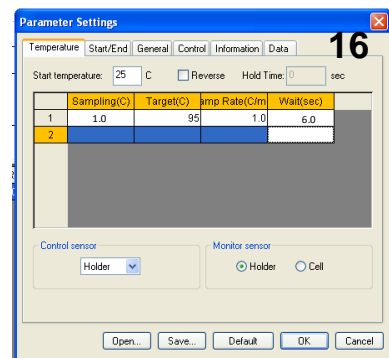 Parameter Settings
16
Temperature Start/End General Control Information Data
Start temperature: 25 C Reverse Hold Time: 0 sec
Sampling(C) Target(C) amp Rate(C/m Wait(sec)
1 1.0 95 1.0 6.0
2
Control sensor Monitor sensor
Holder Holder Cell
Open... Save... Default OK Cancel